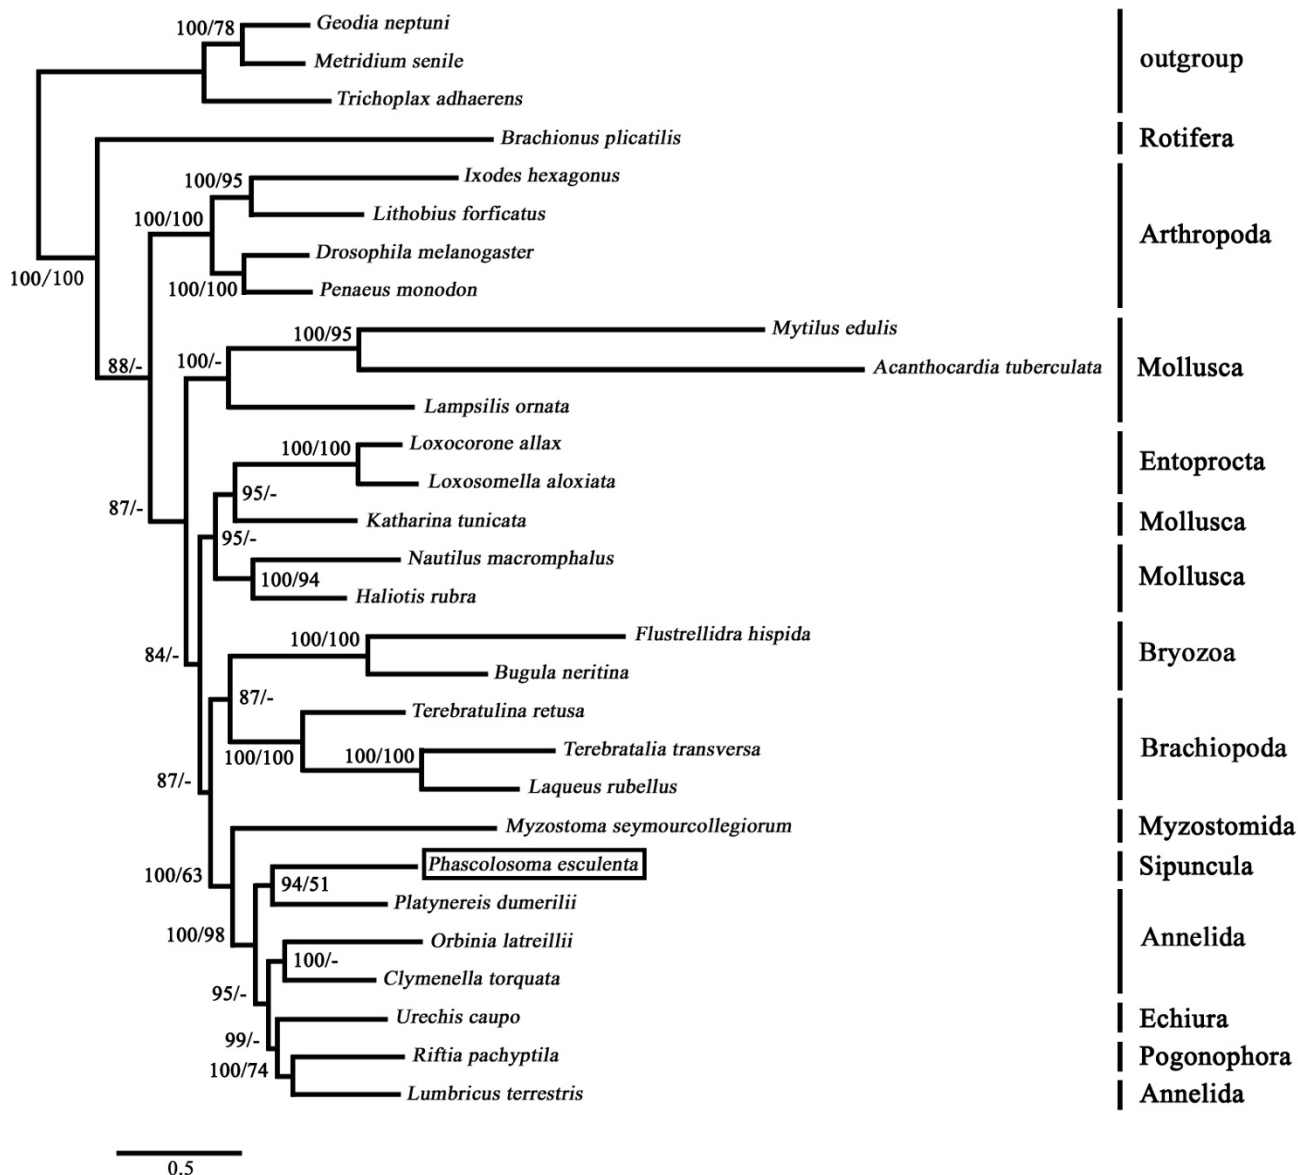 100/78
Geodia neptuni
Metridium senile
Trichoplax adhaerens
outgroup
Brachionus plicatilis
Rotifera
100/95
Ixodes hexagonus
100/100
Lithobius forficatus
Drosophila melanogaster
100/100
Penaeus monodon
Arthropoda
100/100
88/-
100/-
100/95
Mytilus edulis
Acanthocardia tuberculata
Lampsilis ornata
Mollusca
100/100
Loxocorone allax
Loxosomella aloxiata
Entoprocta
95/-
Katharina tunicata
Mollusca
87/-
95/-
Nautilus macromphalus
100/94
Haliotis rubra
Mollusca
84/-
100/100
Flustrellidra hispida
Bugula neritina
Bryozoa
87/-
Terebratulina retusa
100/100
100/100
Terebratalia transversa
Laqueus rubellus
Brachiopoda
87/-
Myzostoma seymourcollegiorum
Myzostomida
100/63
Phascolosoma esculenta
Sipuncula
94/51
Platynereis dumerilii
100/98
Orbinia latreillii
100/-
Clymenella torquata
Annelida
95/-
Urechis caupo
Echiura
99/-
100/74
Riftia pachyptila
Pogonophora
Lumbricus terrestris
Annelida
0.5